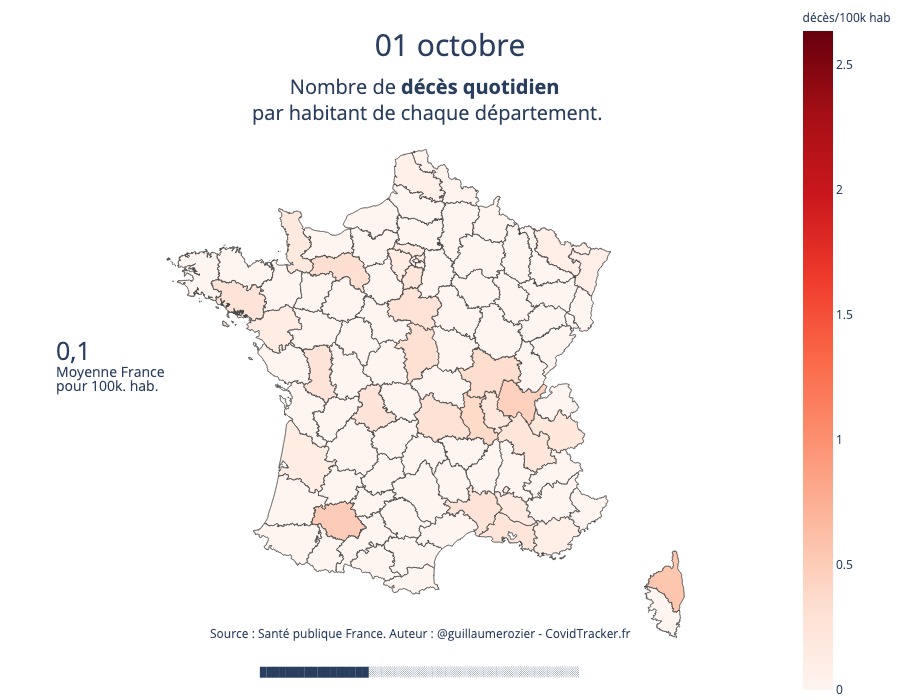 décès/100k hab
01 octobre
Nombre de décès quotidien
par habitant de chaque département.
2.5
2
1.5
1
0.5
0
0,1
Moyenne France
pour 100k. hab.
Source : Santé publique France. Auteur : @guillaumerozier - CovidTracker.fr